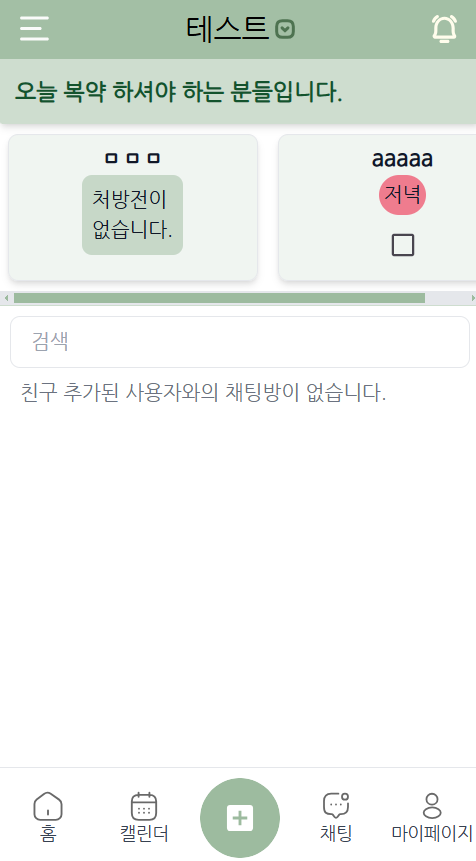 테스트
오늘 복약 하셔야 하는 분들입니다.
ㅁㅁㅁ
처방전이
없습니다.
aaaaa
저녁
검색
친구 추가된 사용자와의 채팅방이 없습니다.
홈
캘린더
채팅
마이페이지